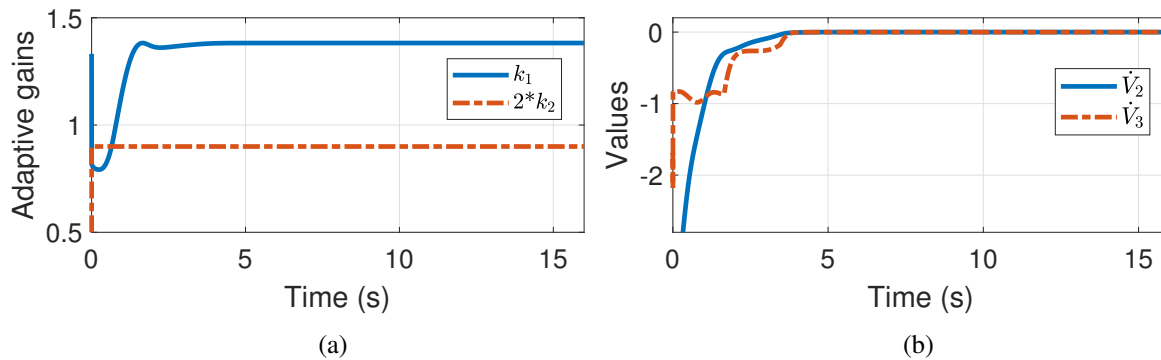 Adaptive gains
1.5
1
0.5
k₁
2*k₂
0 5 10 15
Time (s)
(a)
Values
0
-1
-2
V̇₂
V̇₃
0 5 10 15
Time (s)
(b)